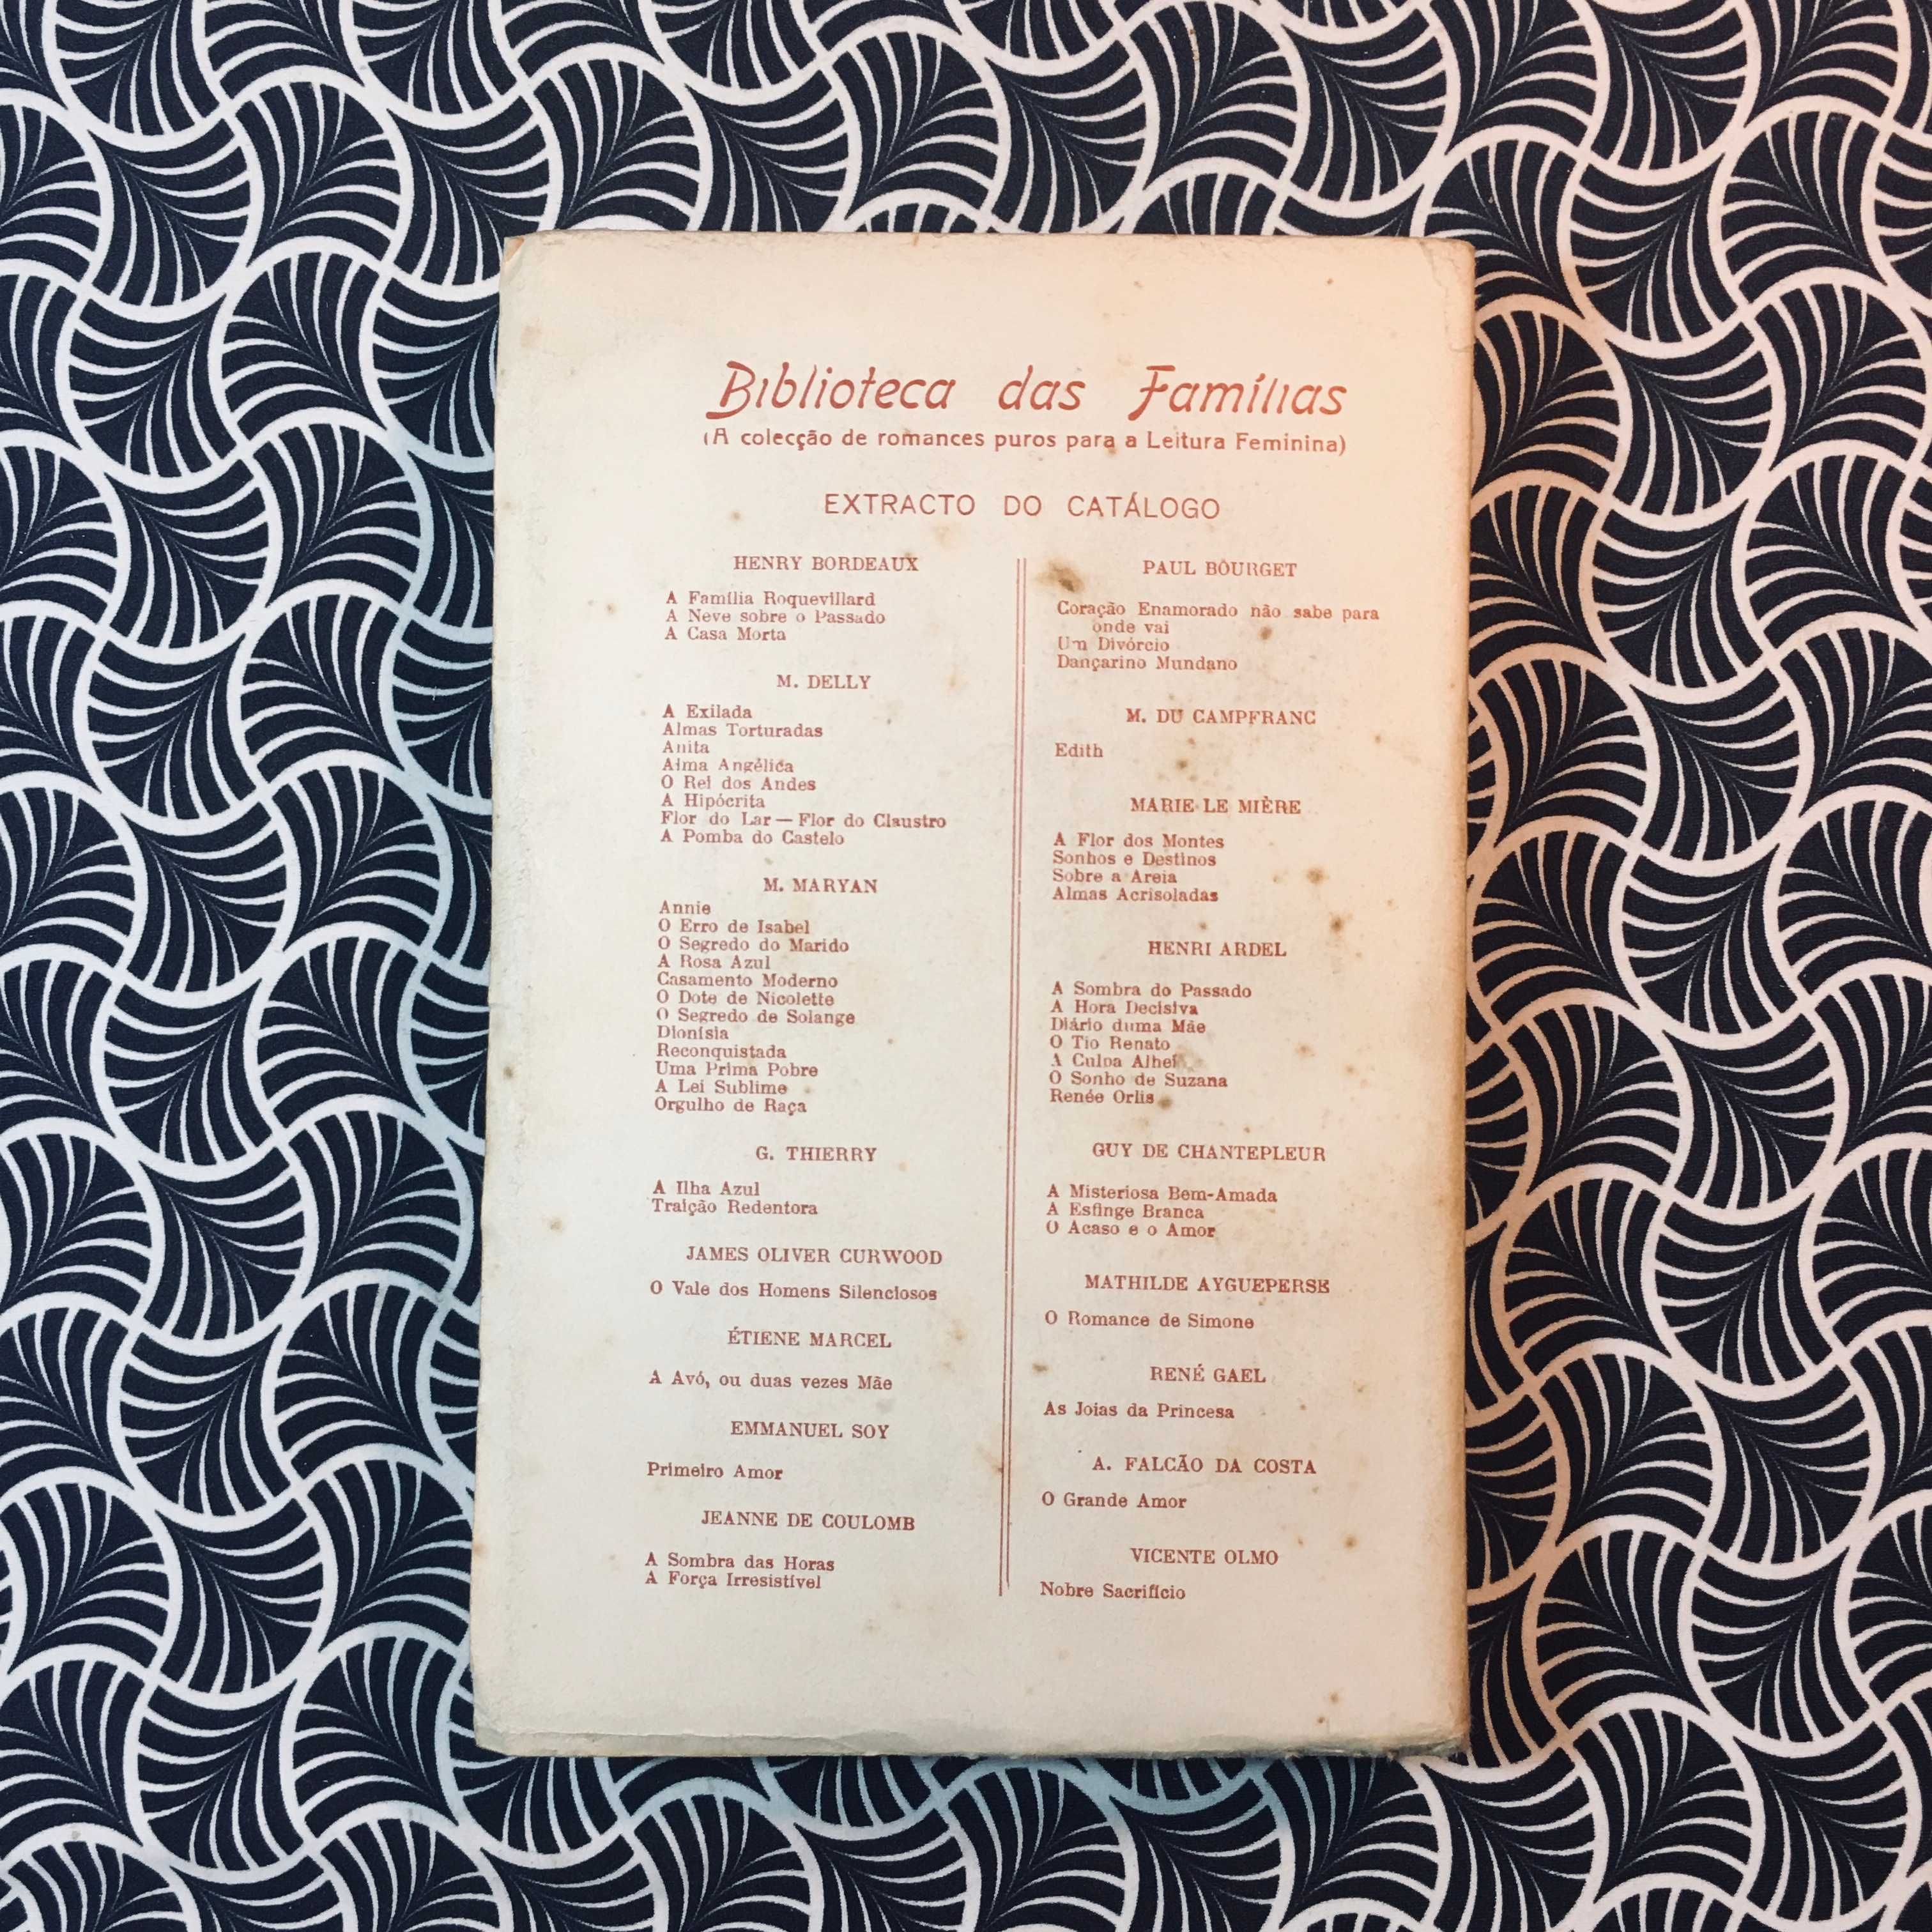 Biblioteca das Famílias
(A colecção de romances puros para a Leitura Feminina)
EXTRACTO DO CATÁLOGO
HENRY BORDEAUX
A Família Roquevillard
A Neve sobre o Passado
A Casa Morta
M. DELLY
A Exilada
Almas Torturadas
Anita
Alma Angélica
O Rei dos Andes
A Hipócrita
Flor do Lar — Flor do Claustro
A Pomba do Castelo
M. MARYAN
Annie
O Erro de Isabel
O Segredo do Marido
A Rosa Azul
Casamento Moderno
O Dote de Nicolette
O Segredo de Solange
Dionísia
Reconquistada
Uma Prima Pobre
A Lei Sublime
Orgulho de Raça
G. THIERRY
A Ilha Azul
Traição Redentora
JAMES OLIVER CURWOOD
O Vale dos Homens Silenciosos
ÉTIENE MARCEL
A Avó, ou duas vezes Mãe
EMMANUEL SOY
Primeiro Amor
JEANNE DE COULOMB
A Sombra das Horas
A Força Irresistível
PAUL BOURGET
Coração Enamorado não sabe para
onde vai
Um Divórcio
Dançarino Mundano
M. DU CAMPFRANC
Edith
MARIE LE MIÈRE
A Flor dos Montes
Sonhos e Destinos
Sobre a Areia
Almas Acrisoladas
HENRI ARDEL
A Sombra do Passado
A Hora Decisiva
Diário duma Mãe
O Tio Renato
A Culpa Alheia
O Sonho de Suzana
Renée Orlis
GUY DE CHANTEPLEUR
A Misteriosa Bem-Amada
A Esfinge Branca
O Acaso e o Amor
MATHILDE AYGUEPERSE
O Romance de Simone
RENÉ GAEL
As Joias da Princesa
A. FALCÃO DA COSTA
O Grande Amor
VICENTE OLMO
Nobre Sacrifício